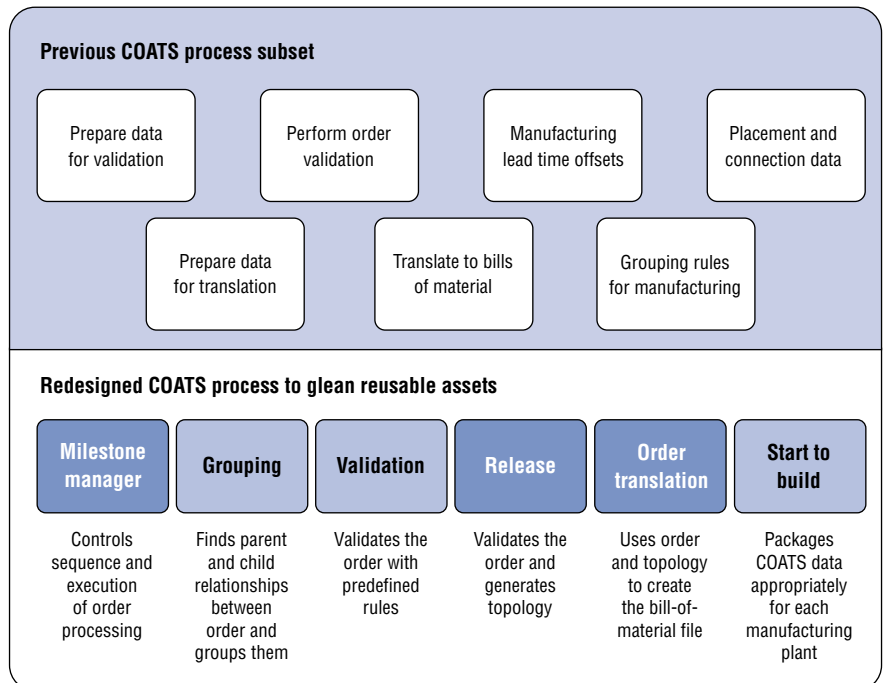 Previous COATS process subset
Prepare data
for validation
Perform order
validation
Manufacturing
lead time offsets
Placement and
connection data
Prepare data
for translation
Translate to bills
of material
Grouping rules
for manufacturing
Redesigned COATS process to glean reusable assets
Milestone
manager
Grouping
Validation
Release
Order
translation
Start to
build
Controls
sequence and
execution
of order
processing
Finds parent
and child
relationships
between
order and
groups them
Validates the
order with
predefined
rules
Validates the
order and
generates
topology
Uses order
and topology
to create
the bill-of-
material file
Packages
COATS data
appropriately
for each
manufacturing
plant